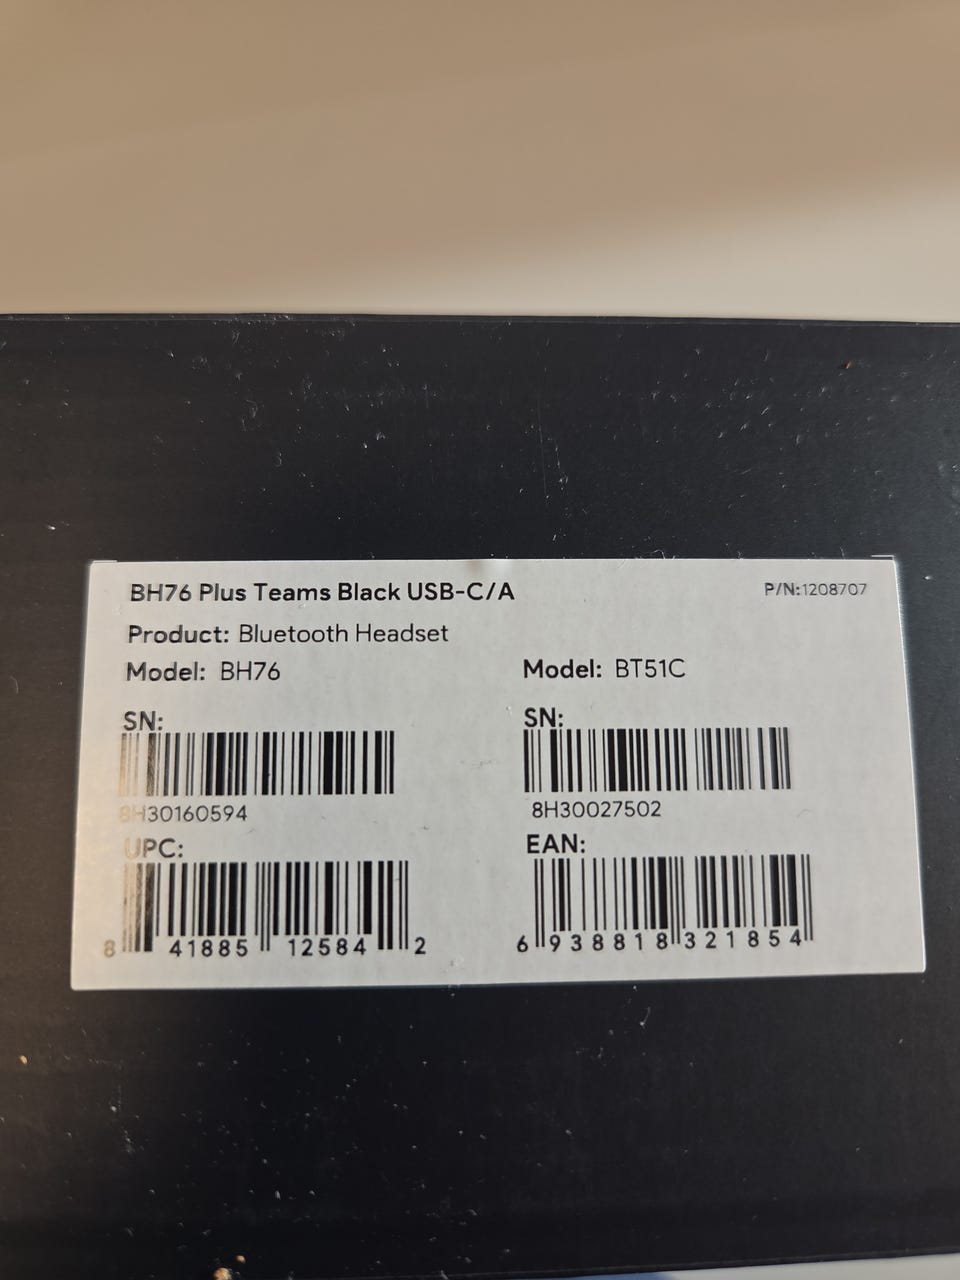 BH76 Plus Teams Black USB-C/A
P/N:1208707
Product: Bluetooth Headset
Model: BH76
Model: BT51C
SN:
8H30160594
SN:
8H30027502
UPC:
8 41885 12584 2
EAN:
6 938818 321854